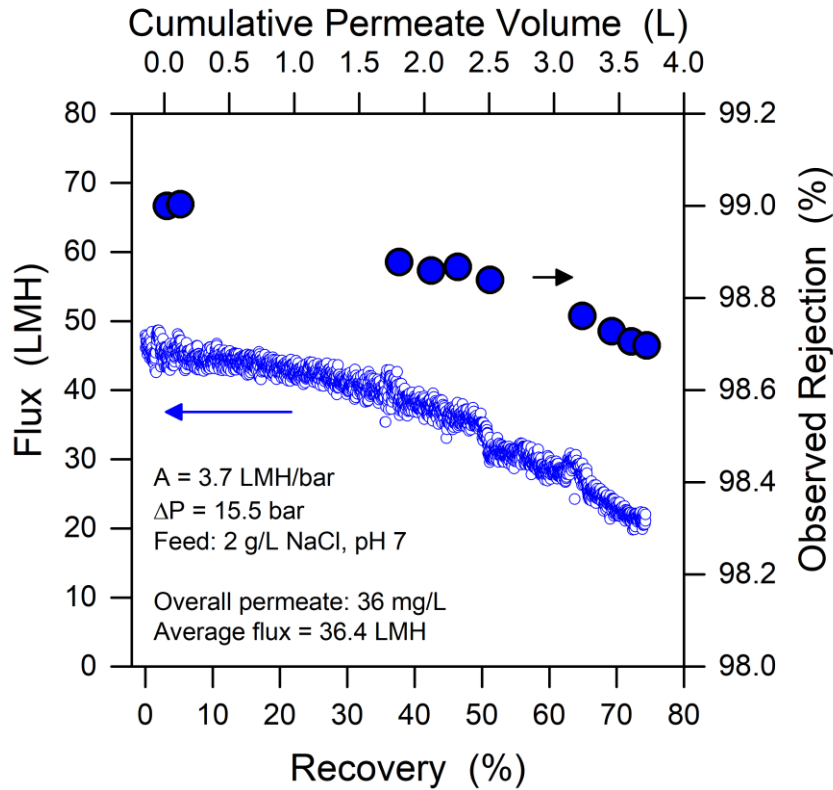 Cumulative Permeate Volume (L)
0.0 0.5 1.0 1.5 2.0 2.5 3.0 3.5 4.0
80 99.2
70 99.0
60 98.8
50
40 98.6
30 98.4
20
10 98.2
0 98.0
Flux (LMH)
Observed Rejection (%)
A = 3.7 LMH/bar
ΔP = 15.5 bar
Feed: 2 g/L NaCl, pH 7
Overall permeate: 36 mg/L
Average flux = 36.4 LMH
0 10 20 30 40 50 60 70 80
Recovery (%)